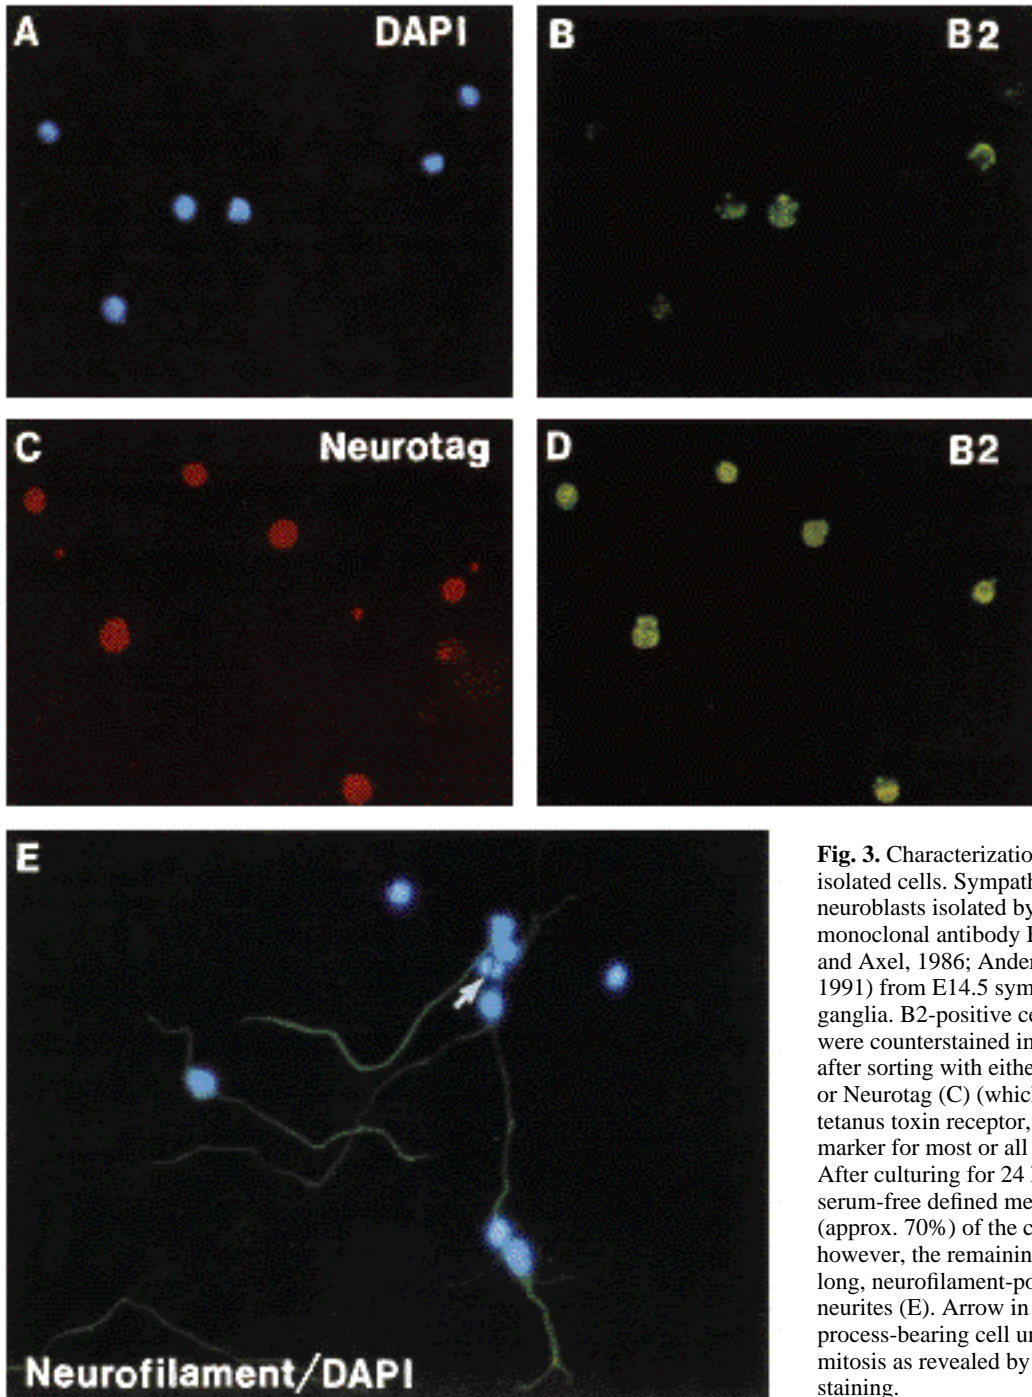 A DAPI
B B2
C Neurotag
D B2
E
Neurofilament/DAPI
Fig. 3. Characterizatio
isolated cells. Sympath
neuroblasts isolated by
monoclonal antibody
and Axel, 1986; Ander
1991) from E14.5 sym
ganglia. B2-positive ce
were counterstained in
after sorting with eithe
or Neurotag (C) (which
tetanus toxin receptor,
marker for most or all
After culturing for 24
serum-free defined me
(approx. 70%) of the c
however, the remaining
long, neurofilament-po
neurites (E). Arrow in
process-bearing cell un
mitosis as revealed by
staining.